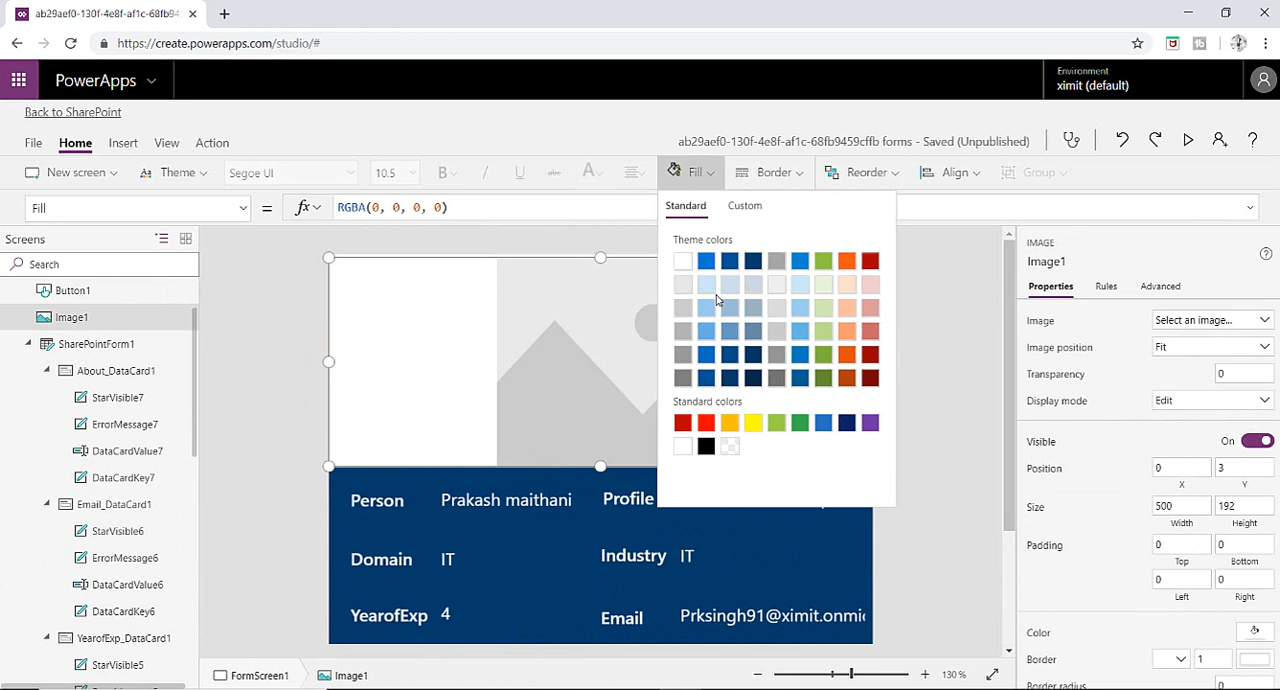 ab29aef0-130f-4e8f-af1c-68fb94
https://create.powerapps.com/studio/#
PowerApps
Environment
ximit (default)
Back to SharePoint
File Home Insert View Action
ab29aef0-130f-4e8f-af1c-68fb9459cffb forms - Saved (Unpublished)
New screen Theme Segoe UI 10.5 B / U abc A Fill Border Reorder Align Group
Fill = fx RGBA(0, 0, 0, 0)
Standard Custom
Theme colors
Standard colors
Screens
Search
Button1
Image1
SharePointForm1
About_DataCard1
StarVisible7
ErrorMessage7
DataCardValue7
DataCardKey7
Email_DataCard1
StarVisible6
ErrorMessage6
DataCardValue6
DataCardKey6
YearofExp_DataCard1
StarVisible5
Person Prakash maithani Profile
Domain IT Industry IT
YearofExp 4 Email Prksingh91@ximit.onmic
FormScreen1 Image1
130 %
IMAGE
Image1
Properties Rules Advanced
Image Select an image...
Image position Fit
Transparency 0
Display mode Edit
Visible On
Position 0 3
X Y
Size 500 192
Width Height
Padding 0 0
Top Bottom
0 0
Left Right
Color
Border 1
Border radius 0